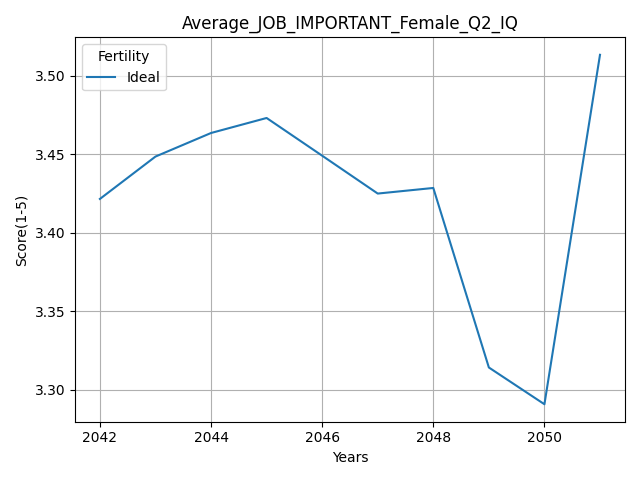 Average_JOB_IMPORTANT_Female_Q2_IQ
Fertility
Ideal
3.50
3.45
3.40
3.35
3.30
Score(1-5)
2042
2044
2046
2048
2050
Years